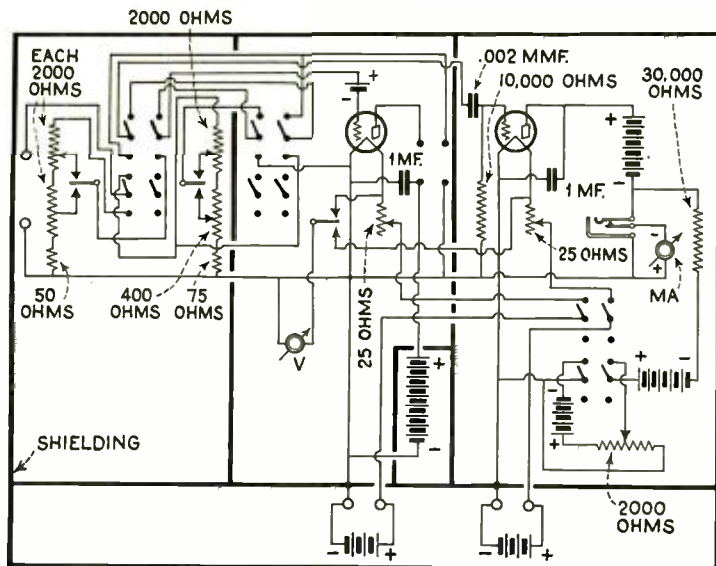 2000 OHMS
EACH
2000
OHMS
.002 MMF.
10,000 OHMS
30,000
OHMS
+
-
+
-
1 MF.
1 MF.
-
+
25 OHMS
MA
50
OHMS
400
OHMS
75
OHMS
25 OHMS
V
+
-
+
-
-
+
SHIELDING
2000
OHMS
-
+
-
+